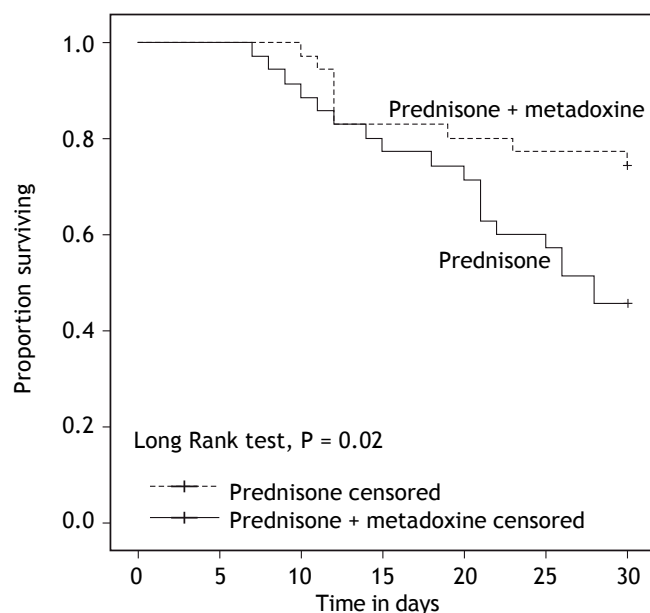 1.0
Prednisone + metadoxine
0.8
Proportion surviving
0.6
Prednisone
0.4
0.2
Long Rank test, P = 0.02
Prednisone censored
0.0
Prednisone + metadoxine censored
0 5 10 15 20 25 30
Time in days